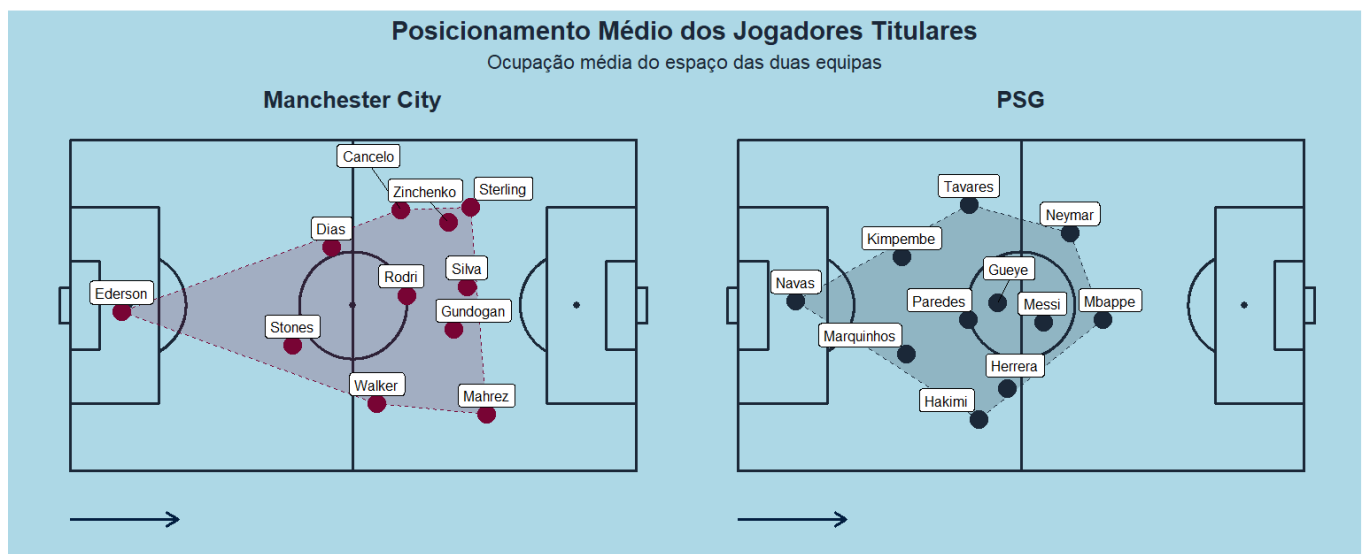 Posicionamento Médio dos Jogadores Titulares
Ocupação média do espaço das duas equipas
Manchester City
Cancelo
Zinchenko
Sterling
Dias
Rodri
Silva
Ederson
Gundogan
Stones
Walker
Mahrez
PSG
Tavares
Neymar
Kimpembe
Gueye
Navas
Paredes
Messi
Mbappe
Marquinhos
Herrera
Hakimi